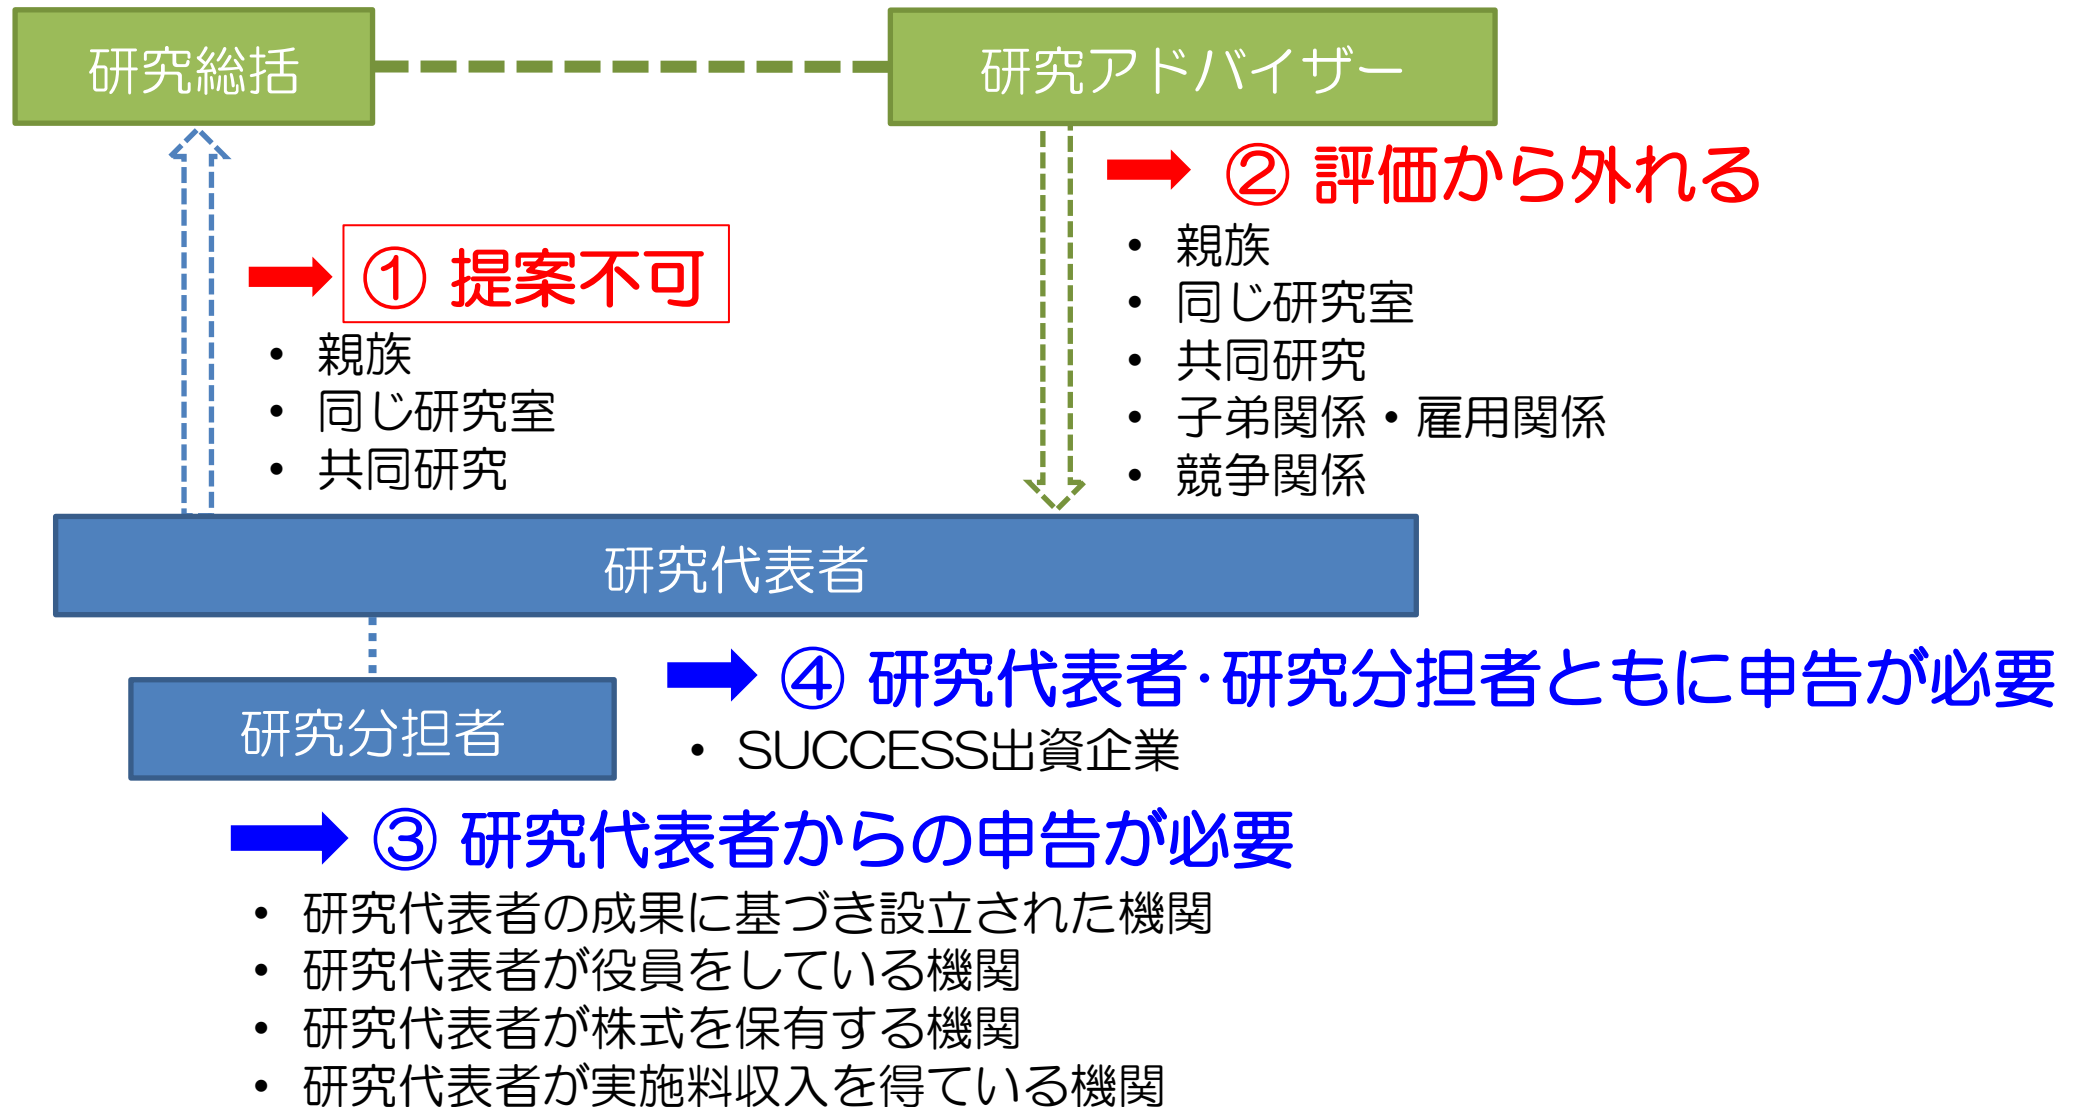 研究総括
研究アドバイザー
② 評価から外れる
• 親族
• 同じ研究室
• 共同研究
• 子弟関係・雇用関係
• 競争関係
① 提案不可
• 親族
• 同じ研究室
• 共同研究
研究代表者
研究分担者
④ 研究代表者・研究分担者ともに申告が必要
• SUCCESS出資企業
③ 研究代表者からの申告が必要
• 研究代表者の成果に基づき設立された機関
• 研究代表者が役員をしている機関
• 研究代表者が株式を保有する機関
• 研究代表者が実施料収入を得ている機関